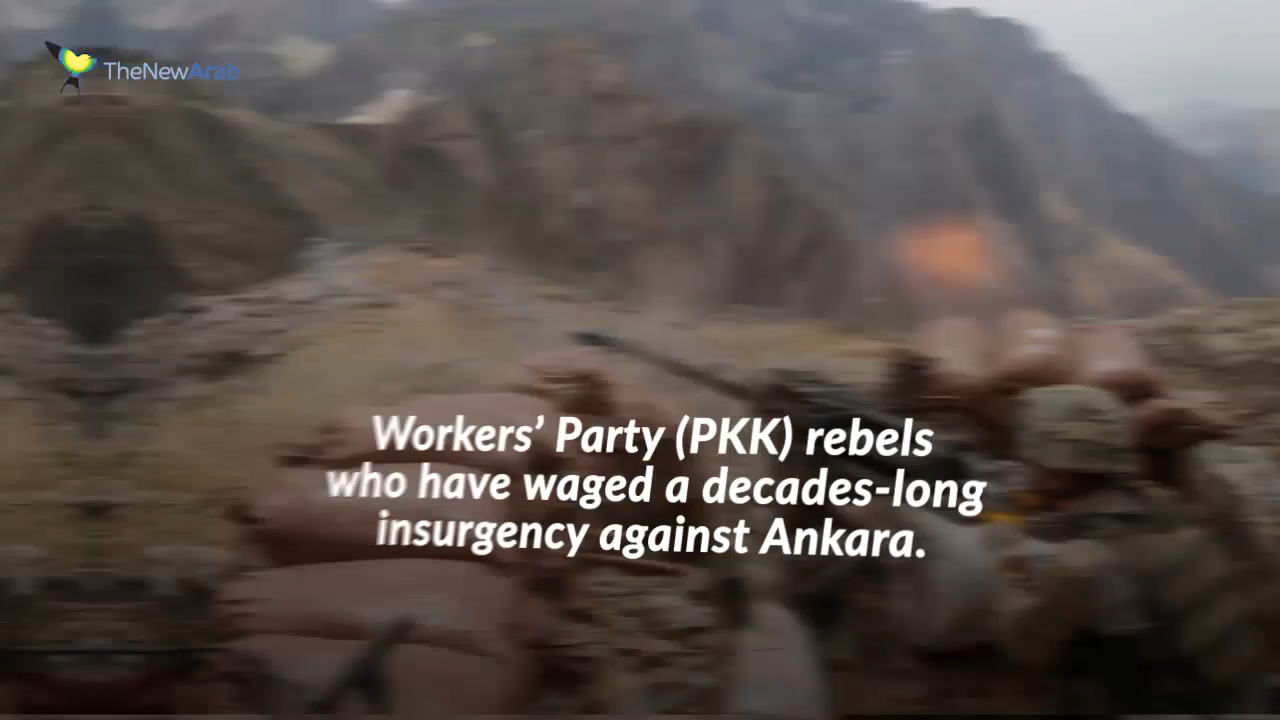 TheNewArab
Workers' Party (PKK) rebels
who have waged a decades-long
insurgency against Ankara.